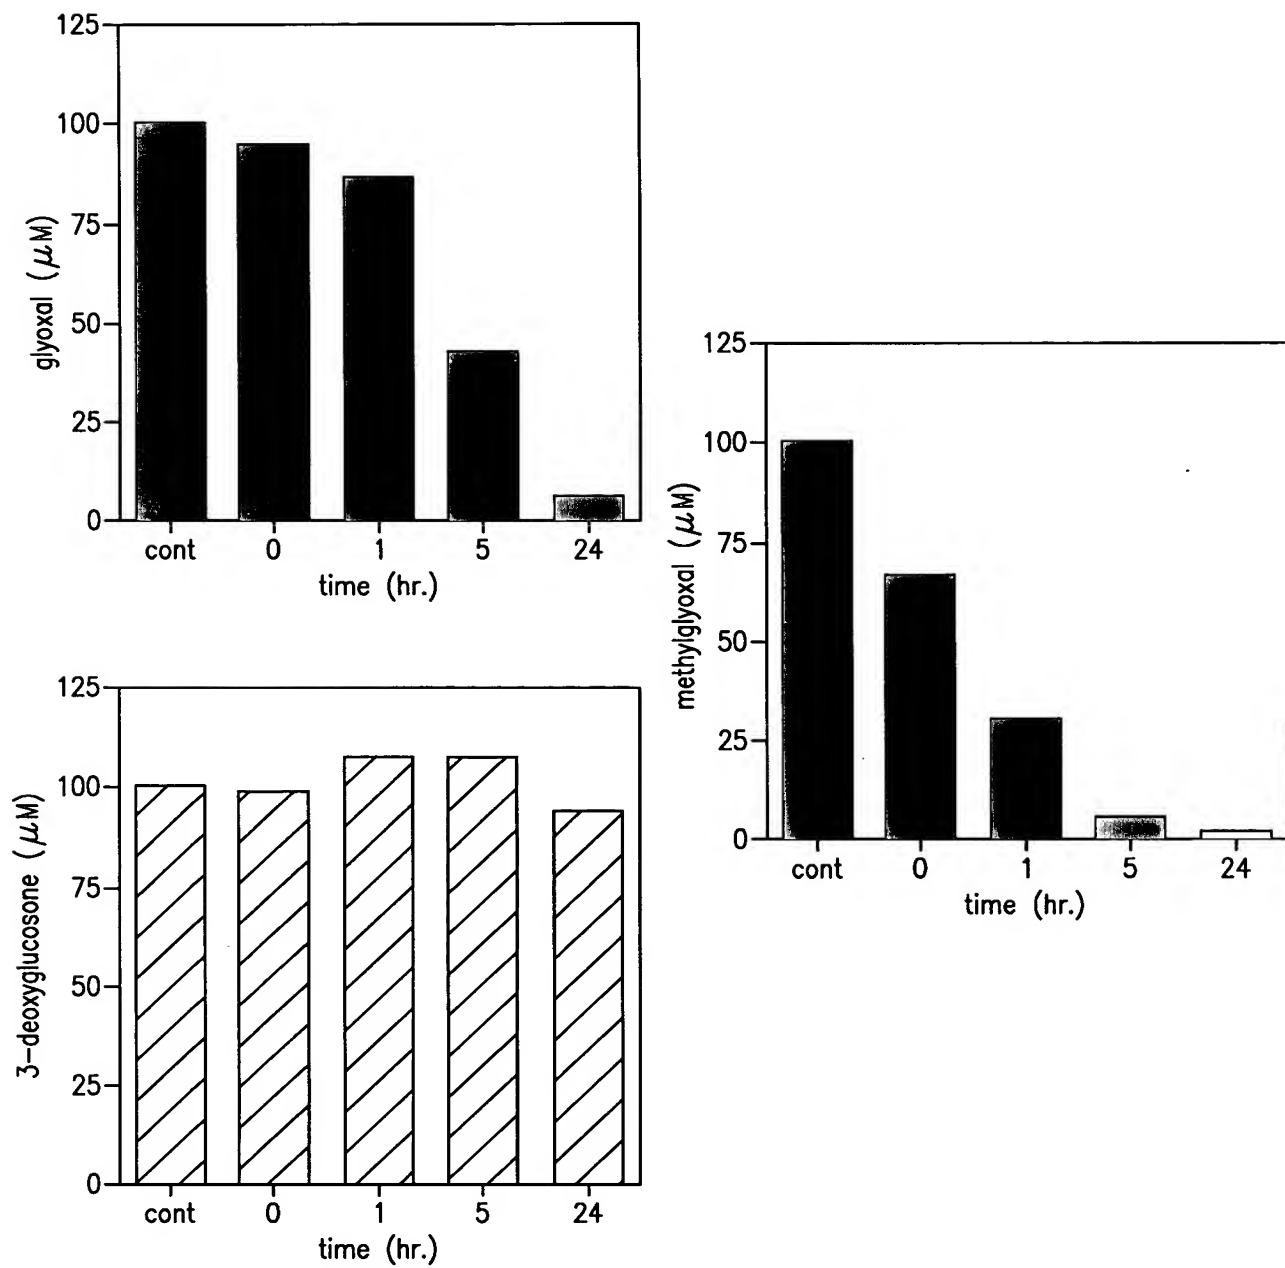 glyoxal (μM)
125
100
75
50
25
0
cont 0 1 5 24
time (hr.)
methylglyoxal (μM)
125
100
75
50
25
0
cont 0 1 5 24
time (hr.)
3-deoxyglucosone (μM)
125
100
75
50
25
0
cont 0 1 5 24
time (hr.)